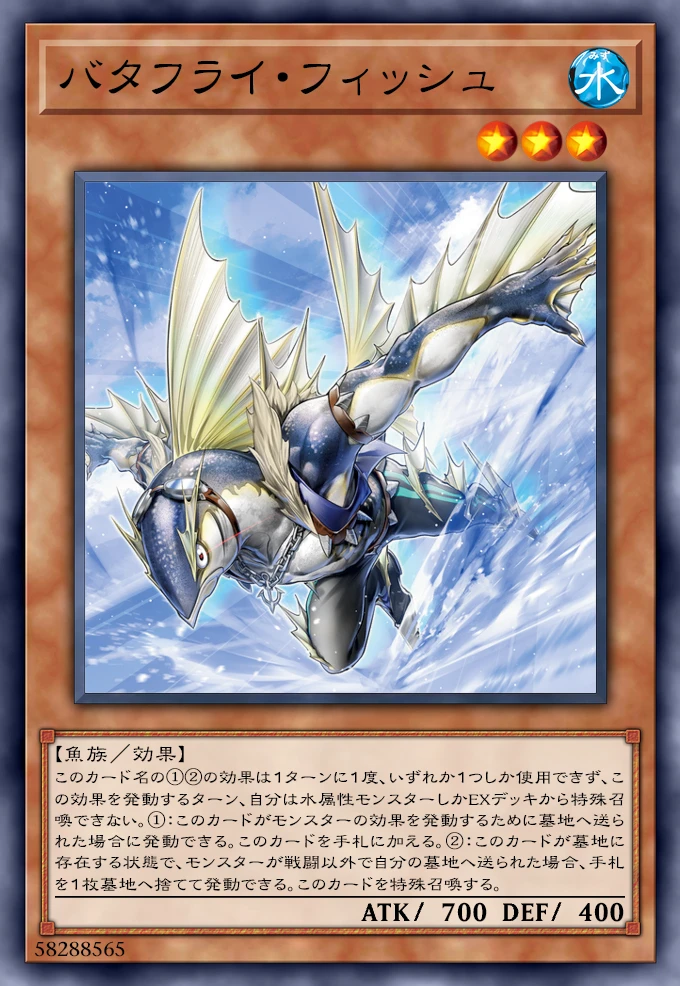 バタフライ・フィッシュ
みず
水
【魚族／効果】
このカード名の①②の効果は1ターンに1度、いずれか1つしか使用できず、こ
の効果を発動するターン、自分は水属性モンスターしかEXデッキから特殊召
喚できない。①：このカードがモンスターの効果を発動するために墓地へ送ら
れた場合に発動できる。このカードを手札に加える。②：このカードが墓地に
存在する状態で、モンスターが戦闘以外で自分の墓地へ送られた場合、手札
を1枚墓地へ捨てて発動できる。このカードを特殊召喚する。
ATK/ 700 DEF/ 400
58288565